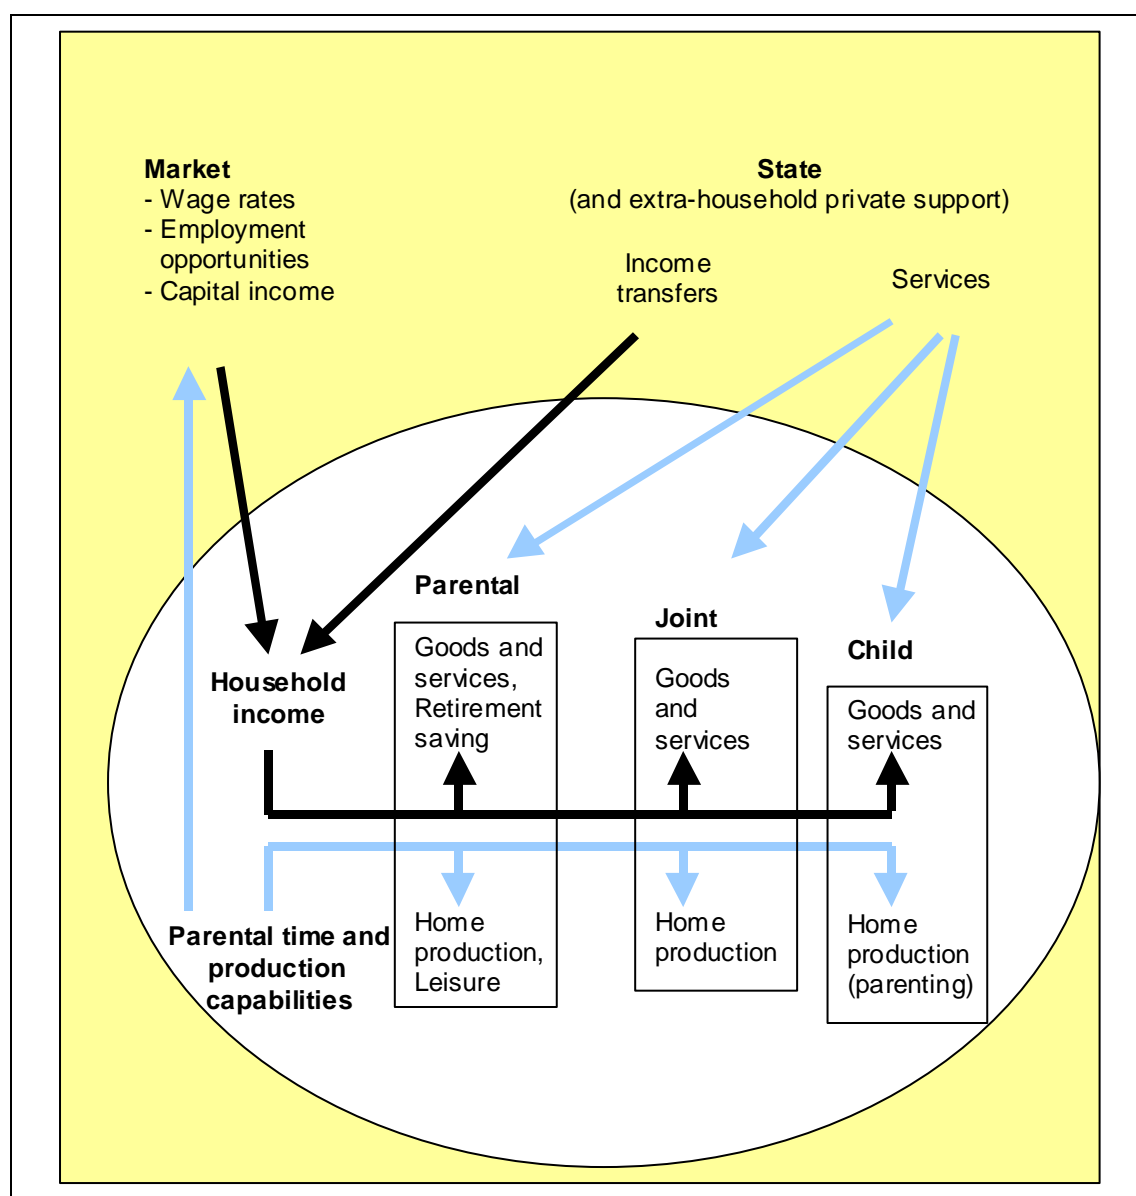 Market
- Wage rates
- Employment
opportunities
- Capital income
State
(and extra-household private support)
Income
transfers
Services
Parental
Joint
Child
Household
income
Goods and
services,
Retirement
saving
Goods
and
services
Goods and
services
Parental time and
production
capabilities
Home
production,
Leisure
Home
production
Home
production
(parenting)